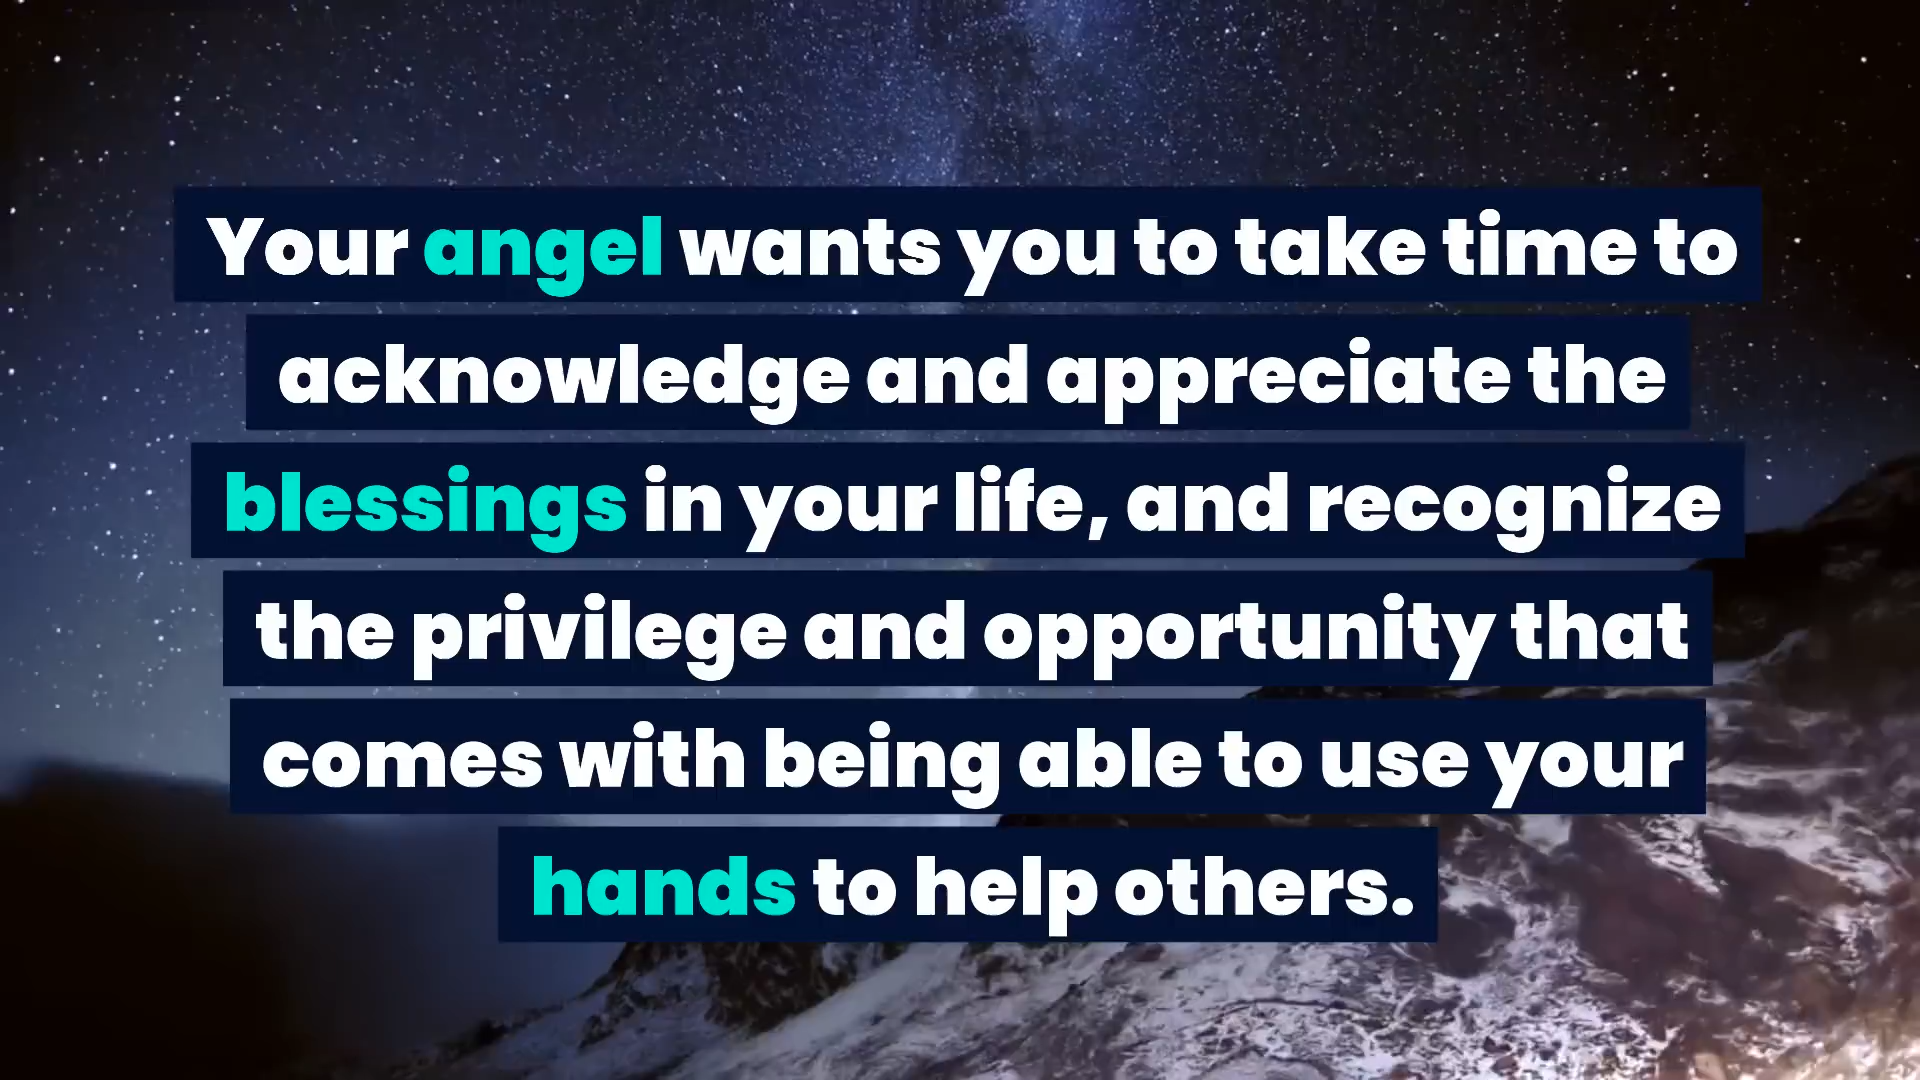 Your angel wants you to take time to
acknowledge and appreciate the
blessings in your life, and recognize
the privilege and opportunity that
comes with being able to use your
hands to help others.